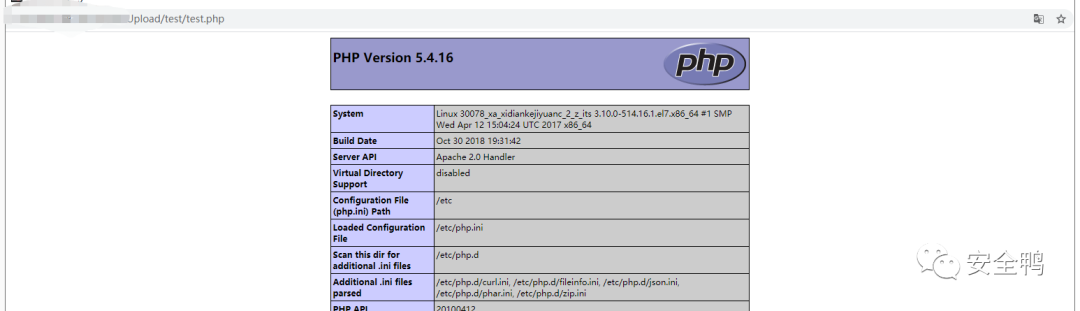 Upload/test/test.php
PHP Version 5.4.16
php
System
Linux 30078_xa_xidiankejiyuanc_2_z_its 3.10.0-514.16.1.el7.x86_64 #1 SMP
Wed Apr 12 15:04:24 UTC 2017 x86_64
Build Date
Oct 30 2018 19:31:42
Server API
Apache 2.0 Handler
Virtual Directory
Support
disabled
Configuration File
(php.ini) Path
/etc
Loaded Configuration
File
/etc/php.ini
Scan this dir for
additional .ini files
/etc/php.d
Additional .ini files
parsed
/etc/php.d/curl.ini, /etc/php.d/fileinfo.ini, /etc/php.d/json.ini,
/etc/php.d/phar.ini, /etc/php.d/zip.ini
PHP API
20100412
安全鸭